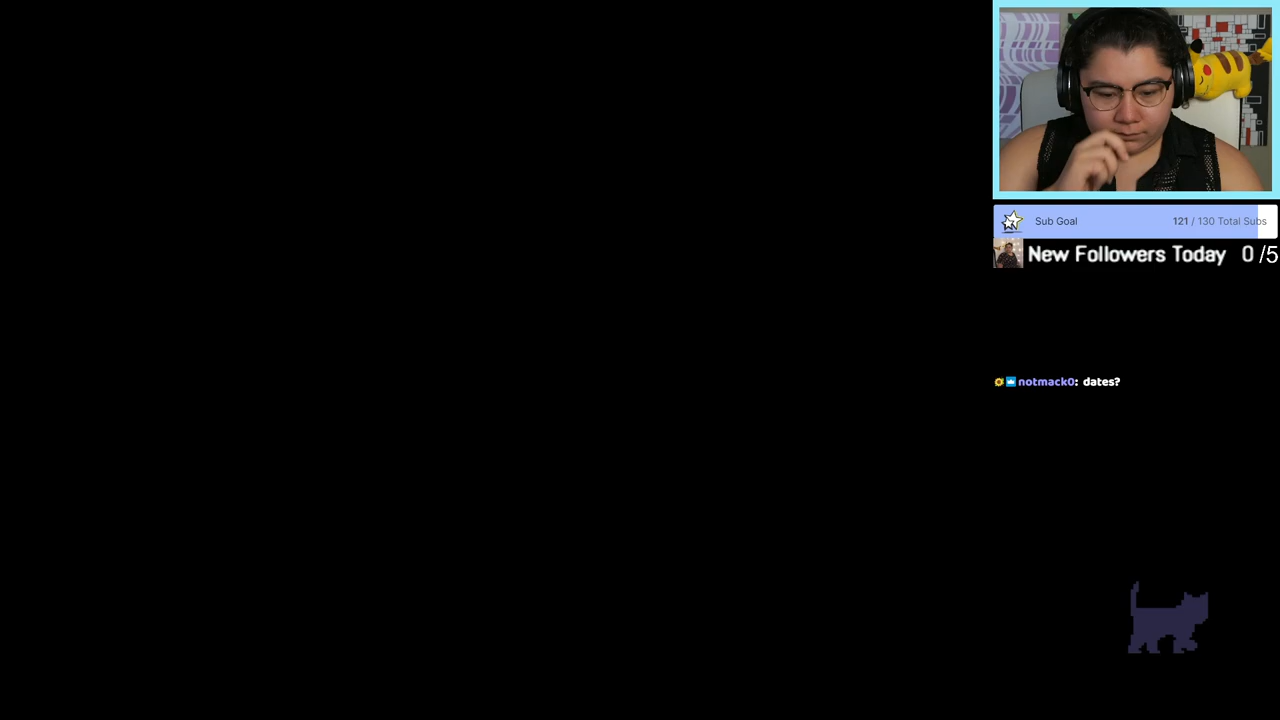 Sub Goal 121 / 130 Total Subs
New Followers Today 0 /5
notmack0: dates?